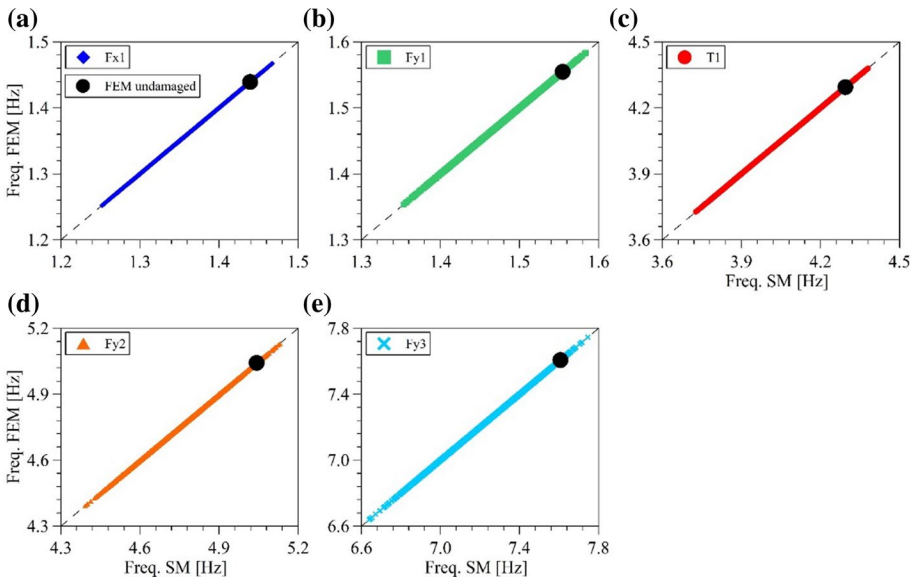 (a)
Fx1
FEM undamaged
Freq. FEM [Hz]
1.5
1.4
1.3
1.2
1.2
1.3
1.4
1.5
(b)
Fy1
1.6
1.5
1.4
1.3
1.3
1.4
1.5
1.6
(c)
T1
4.5
4.2
3.9
3.6
3.6
3.9
4.2
4.5
Freq. SM [Hz]
(d)
Fy2
Freq. FEM [Hz]
5.2
4.9
4.6
4.3
4.3
4.6
4.9
5.2
Freq. SM [Hz]
(e)
Fy3
7.8
7.4
7.0
6.6
6.6
7.0
7.4
7.8
Freq. SM [Hz]